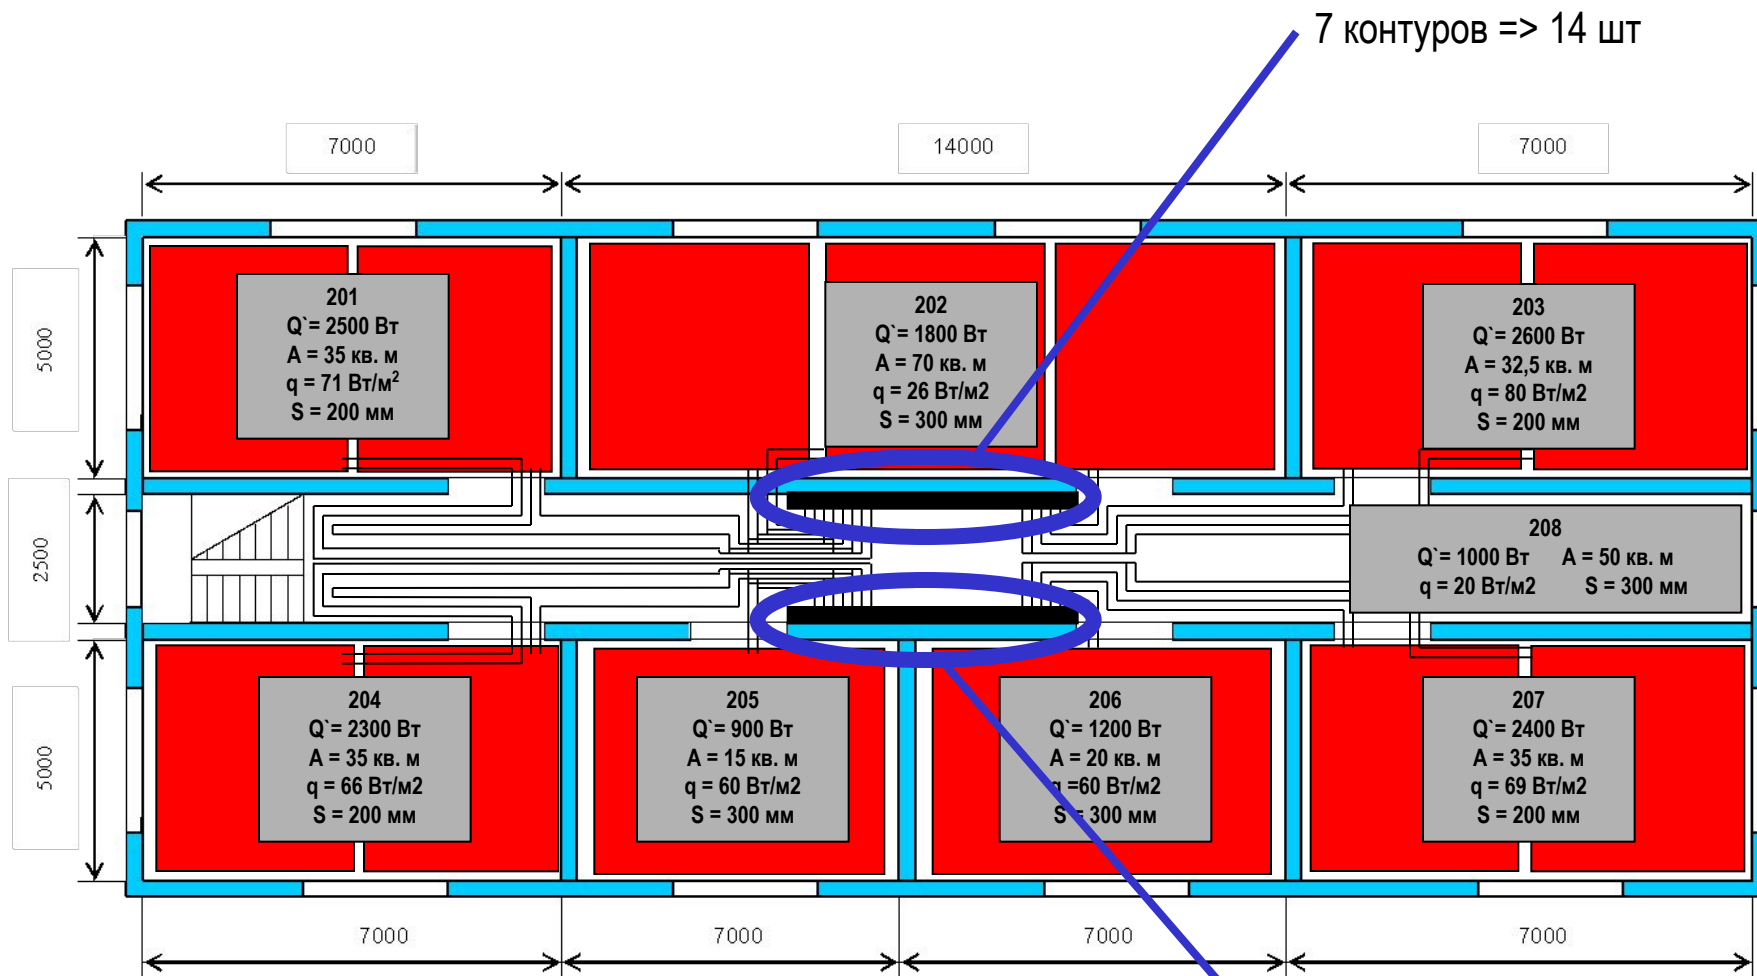 7 контуров => 14 шт
7000
14000
7000
5000
2500
5000
201
Q`= 2500 Вт
A = 35 кв. м
q = 71 Вт/м²
S = 200 мм
202
Q`= 1800 Вт
A = 70 кв. м
q = 26 Вт/м2
S = 300 мм
203
Q`= 2600 Вт
A = 32,5 кв. м
q = 80 Вт/м2
S = 200 мм
208
Q`= 1000 Вт A = 50 кв. м
q = 20 Вт/м2 S = 300 мм
204
Q`= 2300 Вт
A = 35 кв. м
q = 66 Вт/м2
S = 200 мм
205
Q`= 900 Вт
A = 15 кв. м
q = 60 Вт/м2
S = 300 мм
206
Q`= 1200 Вт
A = 20 кв. м
q =60 Вт/м2
S = 300 мм
207
Q`= 2400 Вт
A = 35 кв. м
q = 69 Вт/м2
S = 200 мм
7000
7000
7000
7000